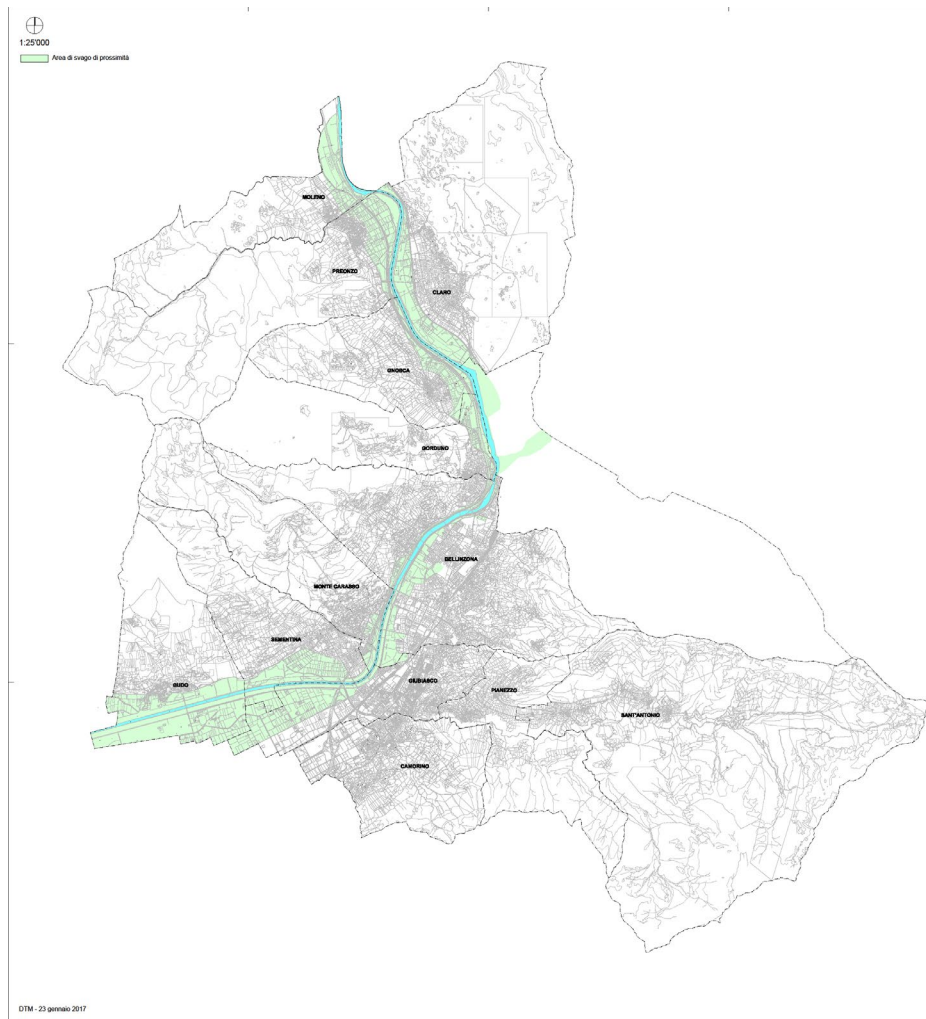 1:25'000
Area di svago di prossimità
MOLENO
PREONZO
CLARO
GNOSCA
GORDUNO
BELLINZONA
MONTE CARASSO
SEMENTINA
GUDO
GIUBIASCO
PIANEZZO
SANT'ANTONIO
CAMORINO
DTM - 23 gennaio 2017